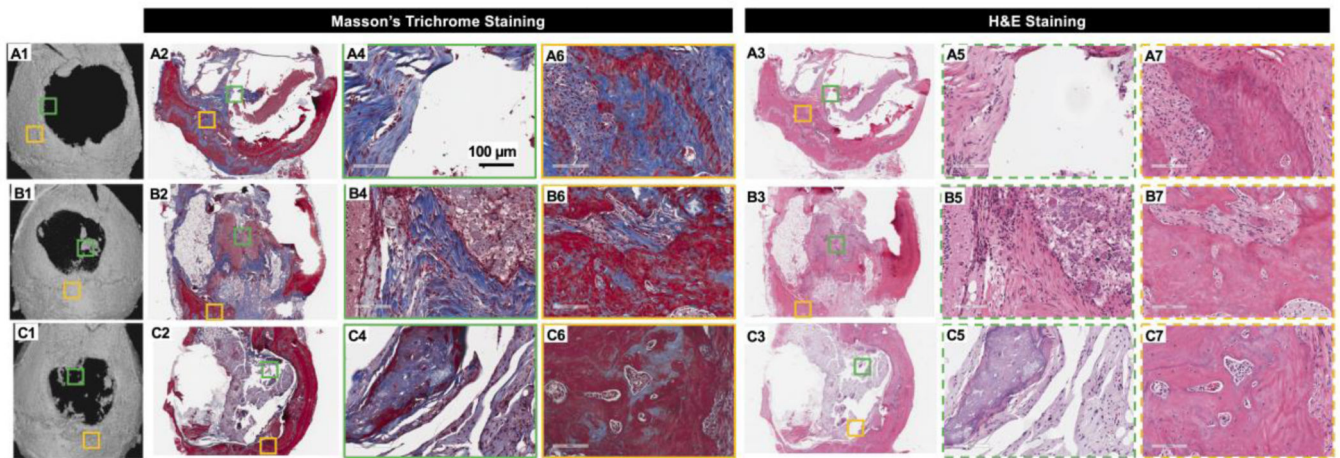 Masson's Trichrome Staining
H&E Staining
A1
A2
A4
A6
A3
A5
A7
100 µm
B1
B2
B4
B6
B3
B5
B7
C1
C2
C4
C6
C3
C5
C7